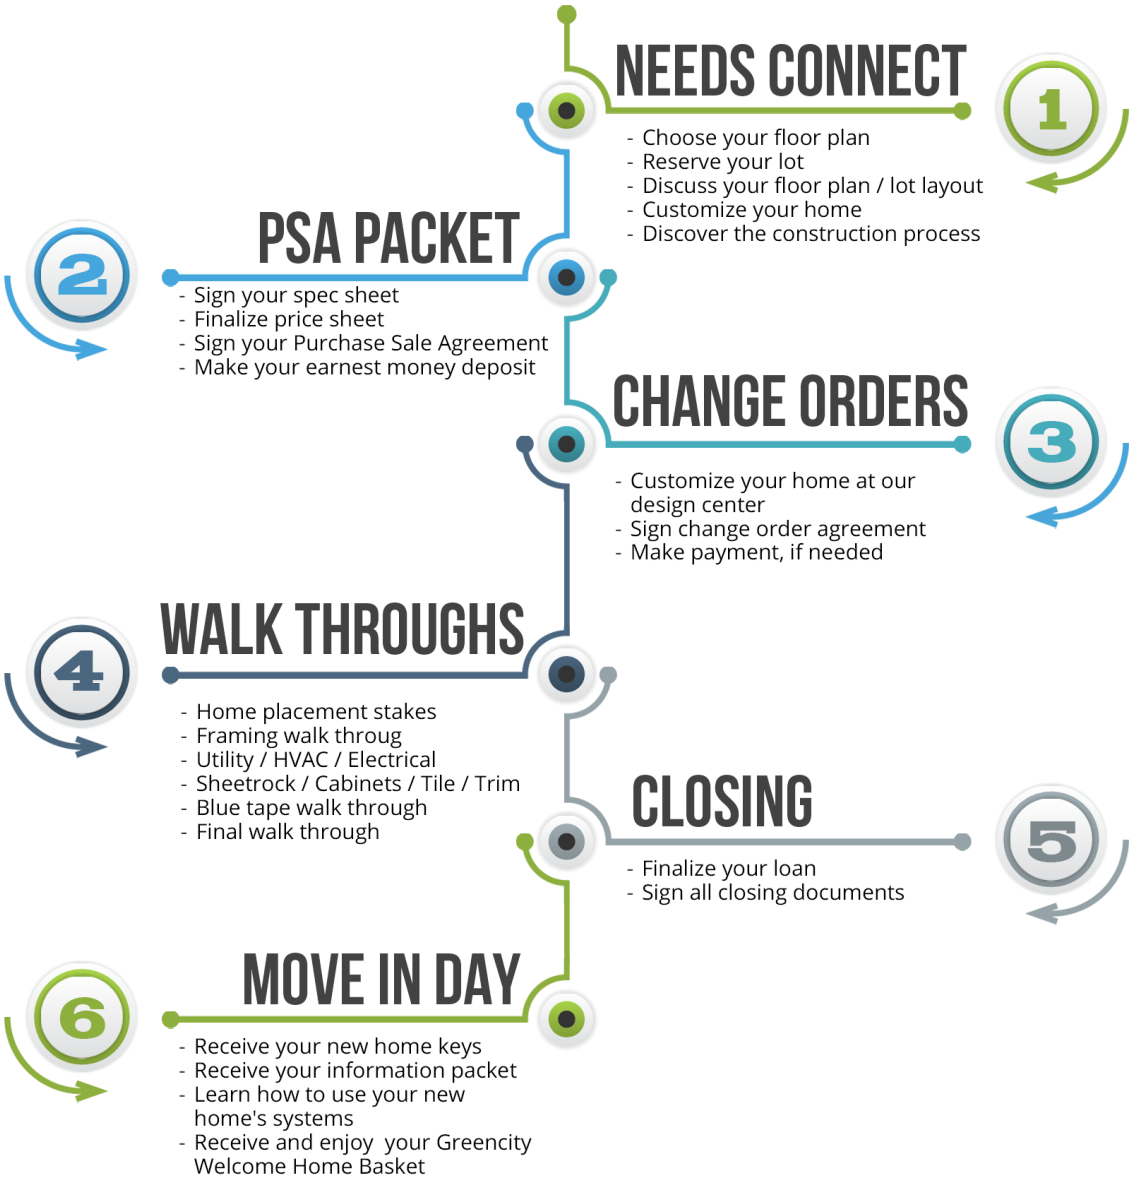 NEEDS CONNECT
1
- Choose your floor plan
- Reserve your lot
- Discuss your floor plan / lot layout
- Customize your home
- Discover the construction process
PSA PACKET
2
- Sign your spec sheet
- Finalize price sheet
- Sign your Purchase Sale Agreement
- Make your earnest money deposit
CHANGE ORDERS
3
- Customize your home at our
design center
- Sign change order agreement
- Make payment, if needed
WALK THROUGHS
4
- Home placement stakes
- Framing walk throug
- Utility / HVAC / Electrical
- Sheetrock / Cabinets / Tile / Trim
- Blue tape walk through
- Final walk through
CLOSING
5
- Finalize your loan
- Sign all closing documents
MOVE IN DAY
6
- Receive your new home keys
- Receive your information packet
- Learn how to use your new
home's systems
- Receive and enjoy  your Greencity
Welcome Home Basket